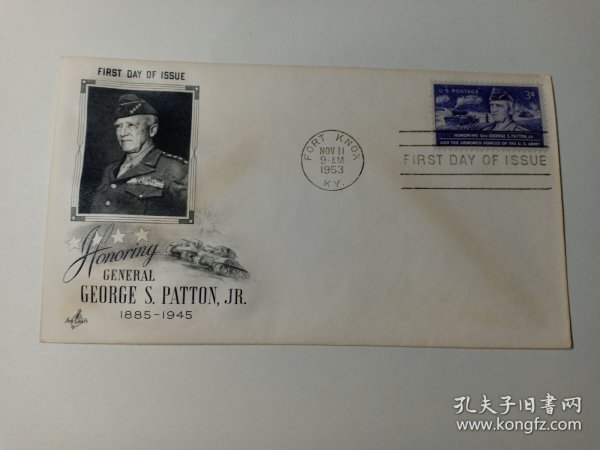 FIRST DAY OF ISSUE
Honoring
GENERAL
GEORGE S. PATTON, JR.
1885-1945
Art Craft
FORT KNOX
NOV 11
9-AM
1953
KY.
U.S. POSTAGE
3¢
HONORING GEN. GEORGE S. PATTON, JR.
AND THE ARMORED FORCES OF THE U.S. ARMY
FIRST DAY OF ISSUE
孔夫子旧书网
www.kongfz.com